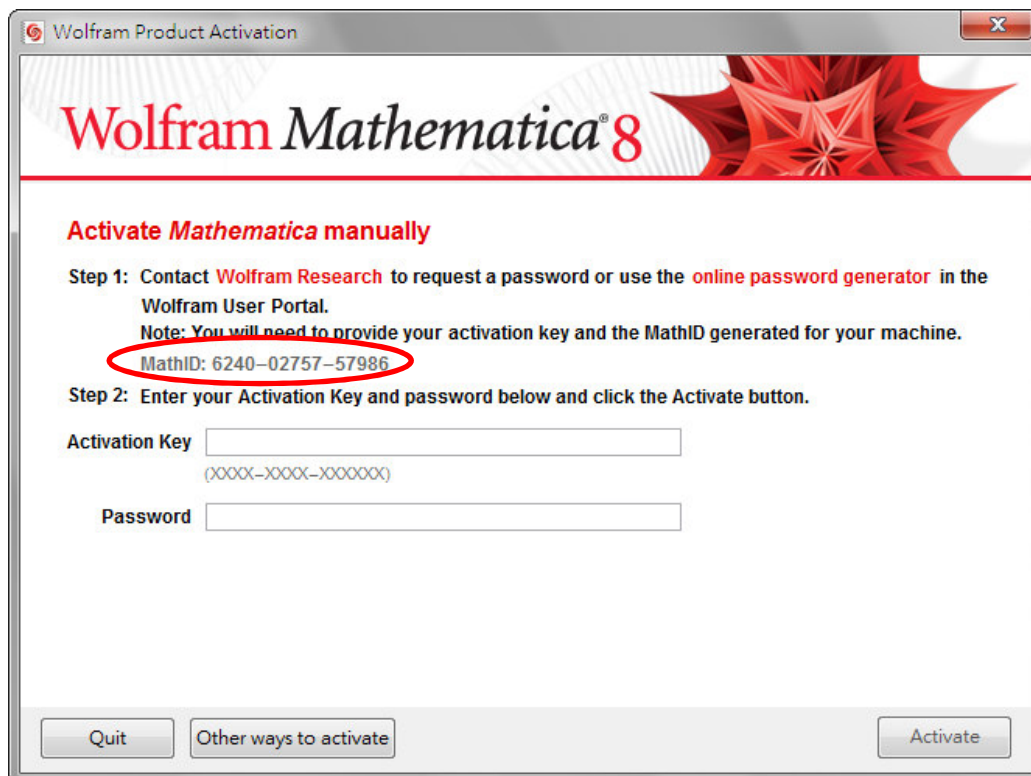 Wolfram Product Activation
X
Wolfram Mathematica®8
Activate Mathematica manually
Step 1: Contact Wolfram Research to request a password or use the online password generator in the
Wolfram User Portal.
Note: You will need to provide your activation key and the MathID generated for your machine.
MathID: 6240–02757–57986
Step 2: Enter your Activation Key and password below and click the Activate button.
Activation Key
(XXXX–XXXX–XXXXXX)
Password
Quit Other ways to activate Activate